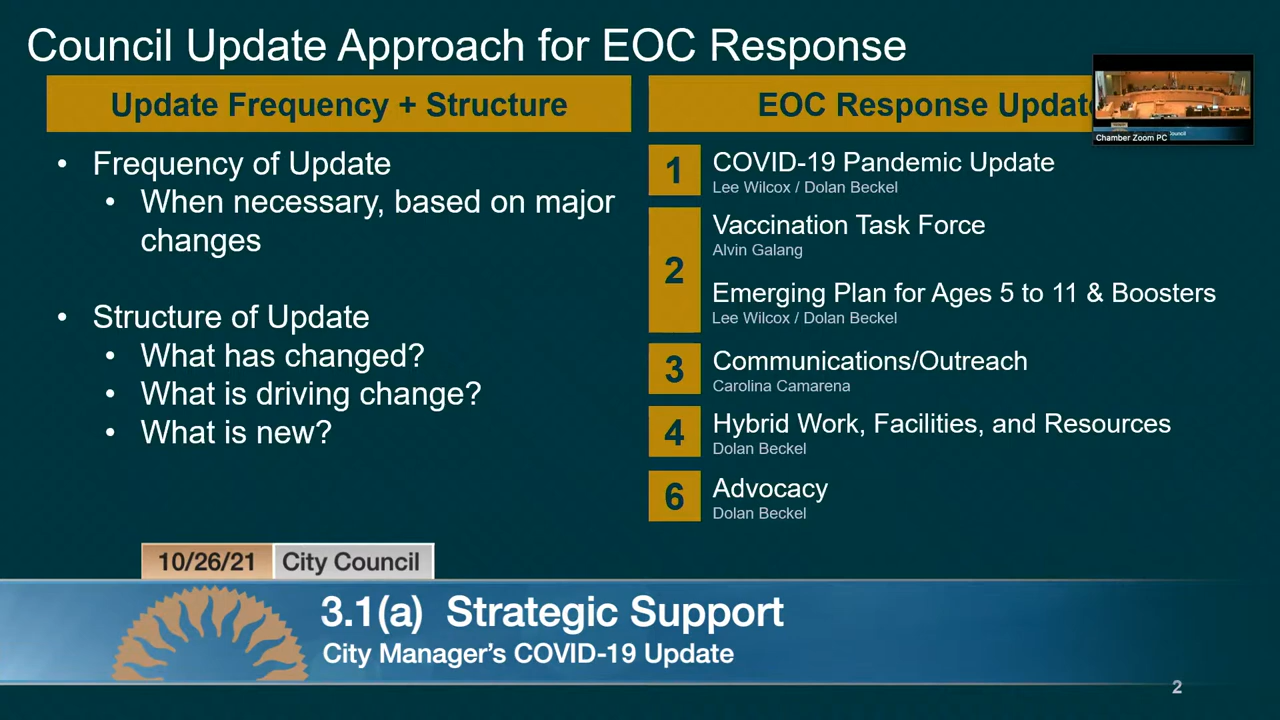 Council Update Approach for EOC Response
Update Frequency + Structure
• Frequency of Update
• When necessary, based on major
changes
• Structure of Update
• What has changed?
• What is driving change?
• What is new?
EOC Response Update
Chamber Zoom PC
1
COVID-19 Pandemic Update
Lee Wilcox / Dolan Beckel
2
Vaccination Task Force
Alvin Galang
Emerging Plan for Ages 5 to 11 & Boosters
Lee Wilcox / Dolan Beckel
3
Communications/Outreach
Carolina Camarena
4
Hybrid Work, Facilities, and Resources
Dolan Beckel
6
Advocacy
Dolan Beckel
10/26/21 City Council
3.1(a) Strategic Support
City Manager's COVID-19 Update
2